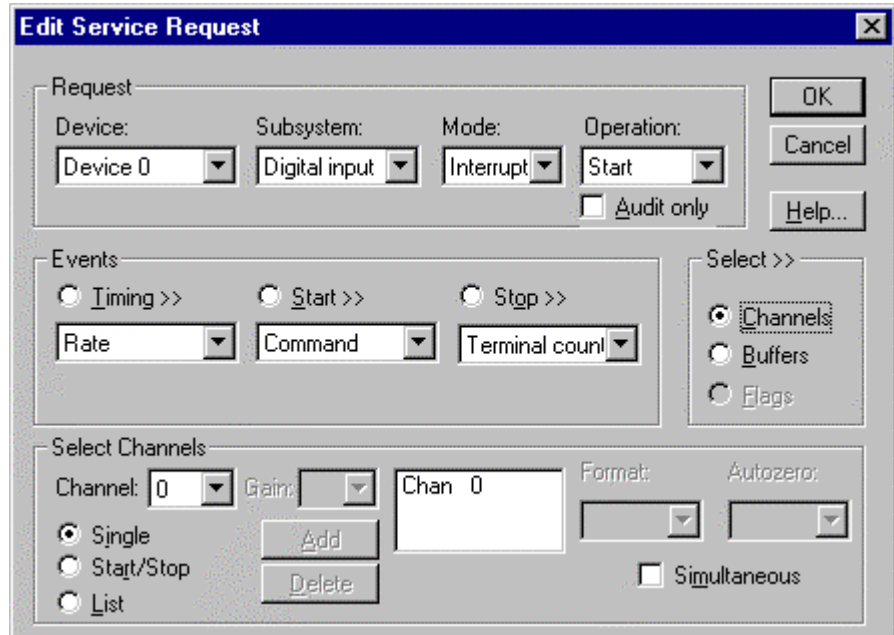 Edit Service Request
Request
OK
Device: Subsystem: Mode: Operation:
Cancel
Device 0 Digital input Interrupt Start
Audit only
Help...
Events
Select >>
Timing >> Start >> Stop >>
Channels
Rate Command Terminal count
Buffers
Flags
Select Channels
Channel: 0 Gain: Chan 0 Format: Autozero:
Single Add
Start/Stop Delete Simultaneous
List